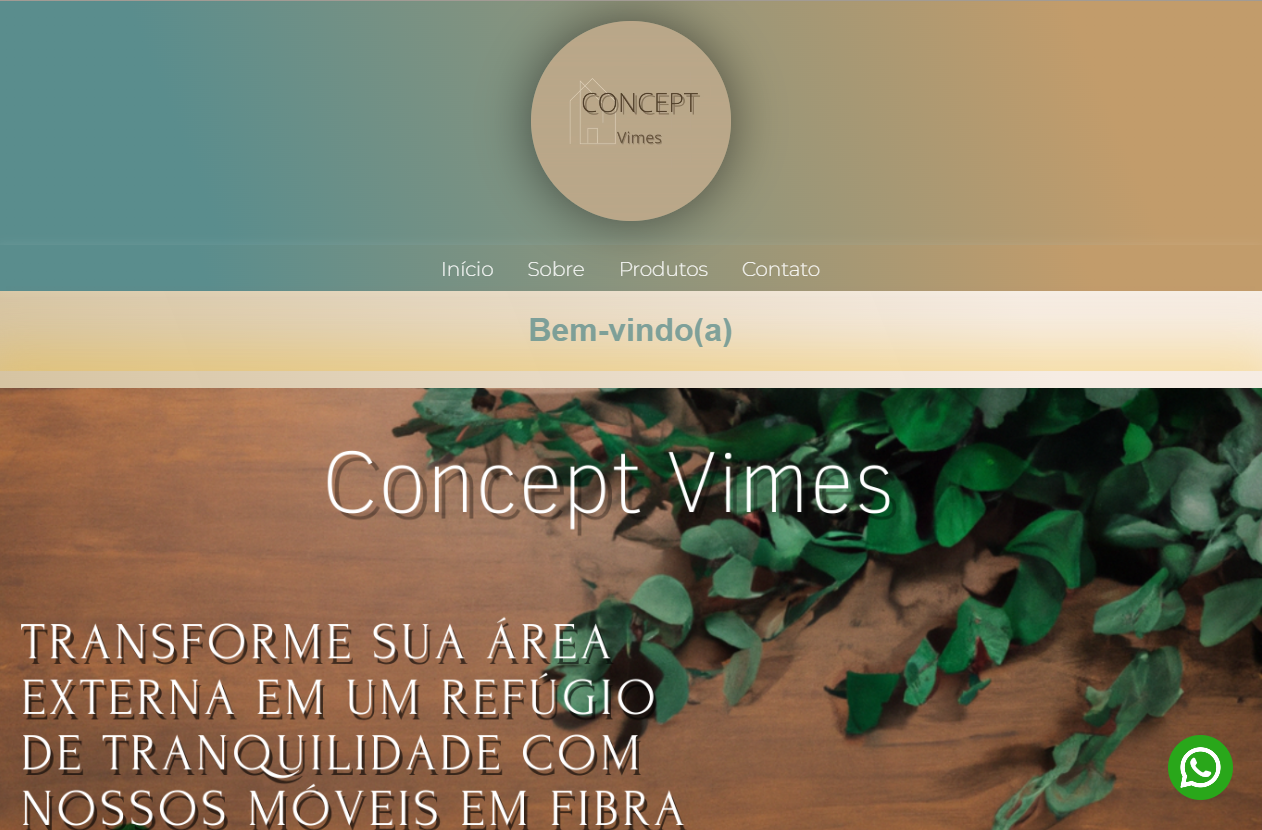 CONCEPT
Vimes
Início Sobre Produtos Contato
Bem-vindo(a)
Concept Vimes
TRANSFORME SUA ÁREA
EXTERNA EM UM REFÚGIO
DE TRANQUILIDADE COM
NOSSOS MÓVEIS EM FIBRA